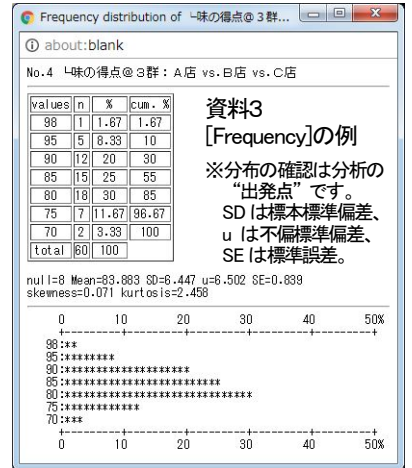 Frequency distribution of └味の得点@３群...
about:blank
No.4 └味の得点@３群：Ａ店 vs.Ｂ店 vs.Ｃ店
values n % cum. %
98 1 1.67 1.67
95 5 8.33 10
90 12 20 30
85 15 25 55
80 18 30 85
75 7 11.67 96.67
70 2 3.33 100
total 60 100
資料3
[Frequency]の例
※分布の確認は分析の
“出発点”です。
SDは標本標準偏差、
u は不偏標準偏差、
SEは標準誤差。
null=8 Mean=83.883 SD=6.447 u=6.502 SE=0.839
skewness=0.071 kurtosis=2.458
0 10 20 30 40 50%
+---------+---------+---------+---------+---------+
98:**
95:********
90:********************
85:*************************
80:******************************
75:************
70:***
+---------+---------+---------+---------+---------+
0 10 20 30 40 50%